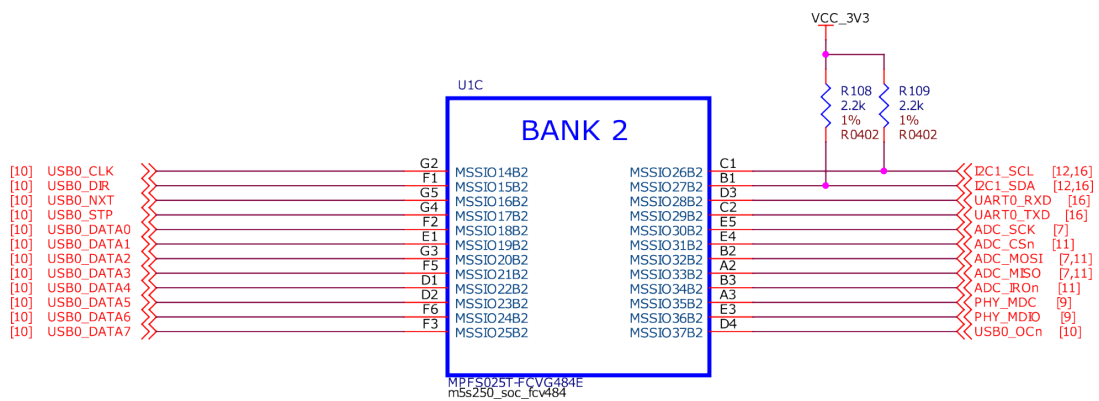 VCC_3V3
R108
2.2k
1%
R0402
R109
2.2k
1%
R0402
U1C
BANK 2
[10] USB0_CLK G2 MSSIO14B2 MSSIO26B2 C1 I2C1_SCL [12,16]
[10] USB0_DIR F1 MSSIO15B2 MSSIO27B2 B1 I2C1_SDA [12,16]
[10] USB0_NXT G5 MSSIO16B2 MSSIO28B2 D3 UART0_RXD [16]
[10] USB0_STP G4 MSSIO17B2 MSSIO29B2 C2 UART0_TXD [16]
[10] USB0_DATA0 F2 MSSIO18B2 MSSIO30B2 E5 ADC_SCK [7]
[10] USB0_DATA1 E1 MSSIO19B2 MSSIO31B2 E4 ADC_CSn [11]
[10] USB0_DATA2 G3 MSSIO20B2 MSSIO32B2 B2 ADC_MOSI [7,11]
[10] USB0_DATA3 F5 MSSIO21B2 MSSIO33B2 A2 ADC_MISO [7,11]
[10] USB0_DATA4 D1 MSSIO22B2 MSSIO34B2 B3 ADC_IRQn [11]
[10] USB0_DATA5 D2 MSSIO23B2 MSSIO35B2 A3 PHY_MDC [9]
[10] USB0_DATA6 F6 MSSIO24B2 MSSIO36B2 E3 PHY_MDIO [9]
[10] USB0_DATA7 F3 MSSIO25B2 MSSIO37B2 D4 USB0_OCn [10]
MPFS025T-FCVG484E
m5s250_soc_fcv484